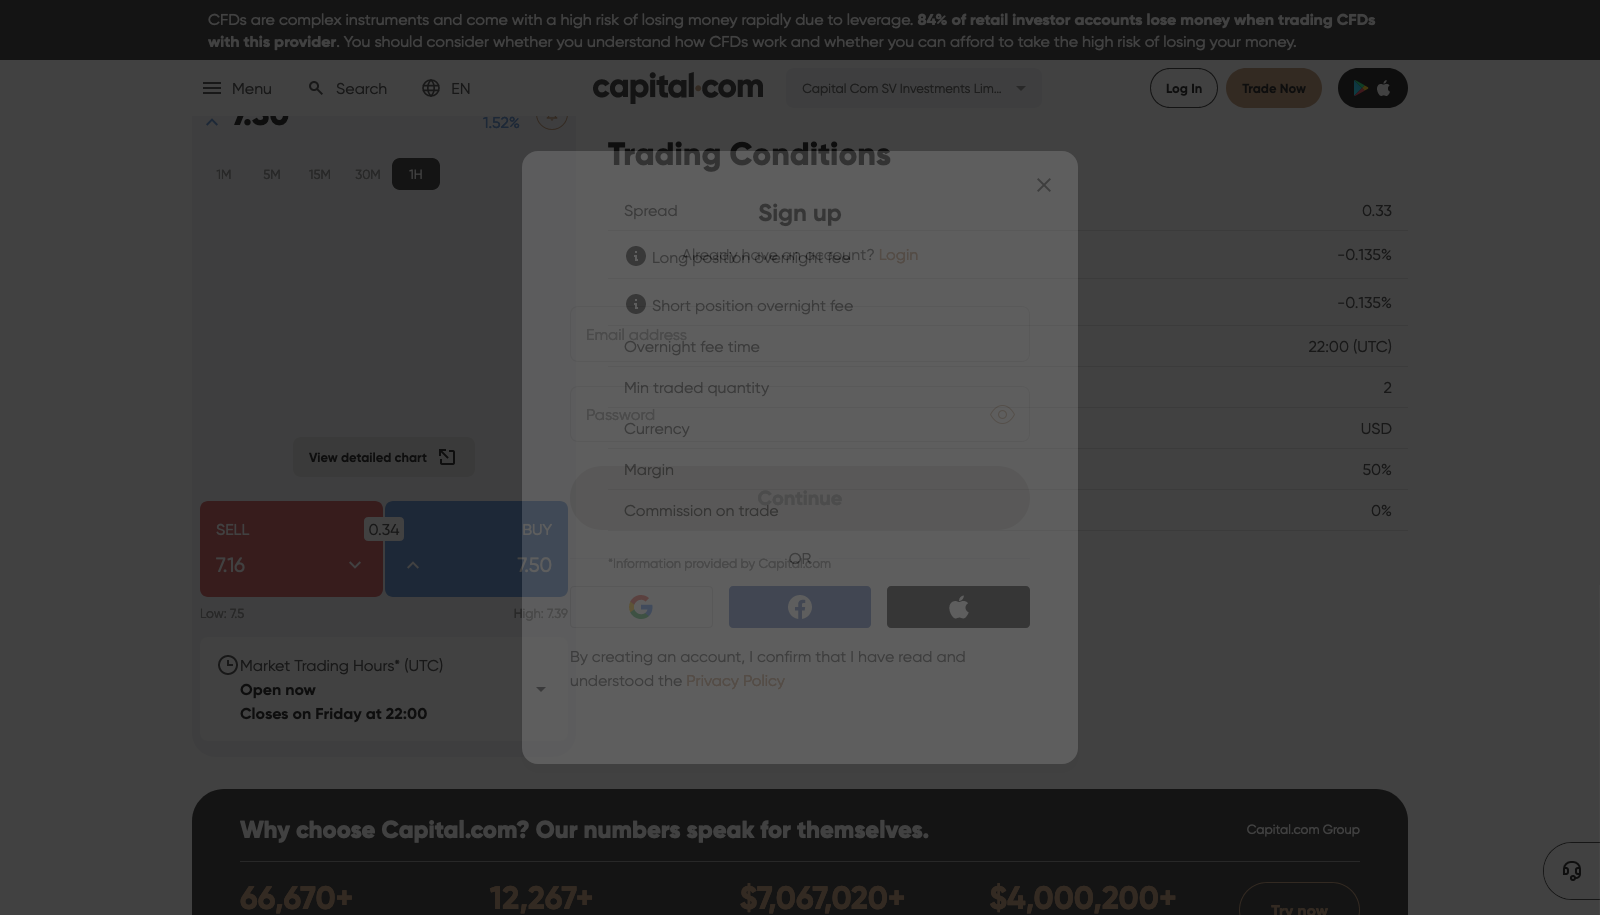 CFDs are complex instruments and come with a high risk of losing money rapidly due to leverage. 84% of retail investor accounts lose money when trading CFDs
with this provider. You should consider whether you understand how CFDs work and whether you can afford to take the high risk of losing your money.
Menu
Search
EN
capital.com
Capital Com SV Investments Lim...
Log In
Trade Now
7.50
1.52%
1M 5M 15M 30M 1H
View detailed chart
SELL
7.16
0.34
BUY
7.50
Low: 7.5
High: 7.39
Market Trading Hours* (UTC)
Open now
Closes on Friday at 22:00
Trading Conditions
Spread 0.33
Long position overnight fee -0.135%
Short position overnight fee -0.135%
Overnight fee time 22:00 (UTC)
Min traded quantity 2
Currency USD
Margin 50%
Commission on trade 0%
*Information provided by Capital.com
Sign up
Already have an account? Login
Email address
Password
Continue
OR
By creating an account, I confirm that I have read and
understood the Privacy Policy
Why choose Capital.com? Our numbers speak for themselves.
Capital.com Group
66,670+
12,267+
$7,067,020+
$4,000,200+
Try now